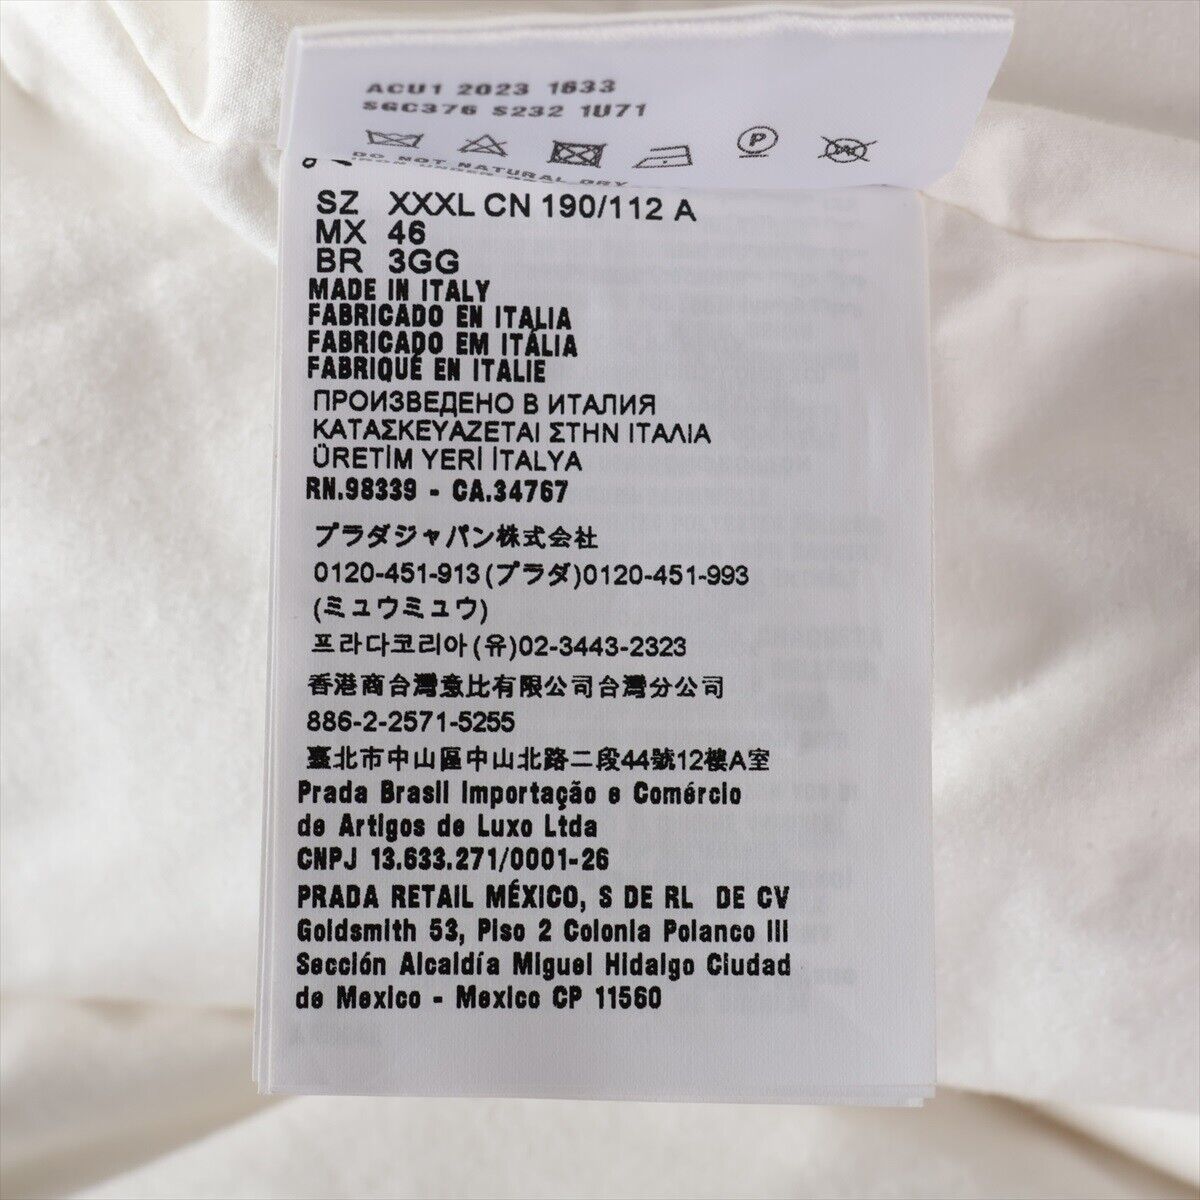 ACU1 2023 1633
SGC376 S232 1U71
P
DO NOT NATURAL DRY
SZ XXXL CN 190/112 A
MX 46
BR 3GG
MADE IN ITALY
FABRICADO EN ITALIA
FABRICADO EM ITÁLIA
FABRIQUÉ EN ITALIE
ПРОИЗВЕДЕНО В ИТАЛИЯ
ΚΑΤΑΣΚΕΥΑΖΕΤΑΙ ΣΤΗΝ ΙΤΑΛΙΑ
ÜRETİM YERİ İTALYA
RN.98339 - CA.34767
プラダジャパン株式会社
0120-451-913(プラダ)0120-451-993
(ミュウミュウ)
프라다코리아(유)02-3443-2323
香港商台灣意比有限公司台灣分公司
886-2-2571-5255
臺北市中山區中山北路二段44號12樓A室
Prada Brasil Importação e Comércio
de Artigos de Luxo Ltda
CNPJ 13.633.271/0001-26
PRADA RETAIL MÉXICO, S DE RL DE CV
Goldsmith 53, Piso 2 Colonia Polanco III
Sección Alcaldía Miguel Hidalgo Ciudad
de Mexico - Mexico CP 11560